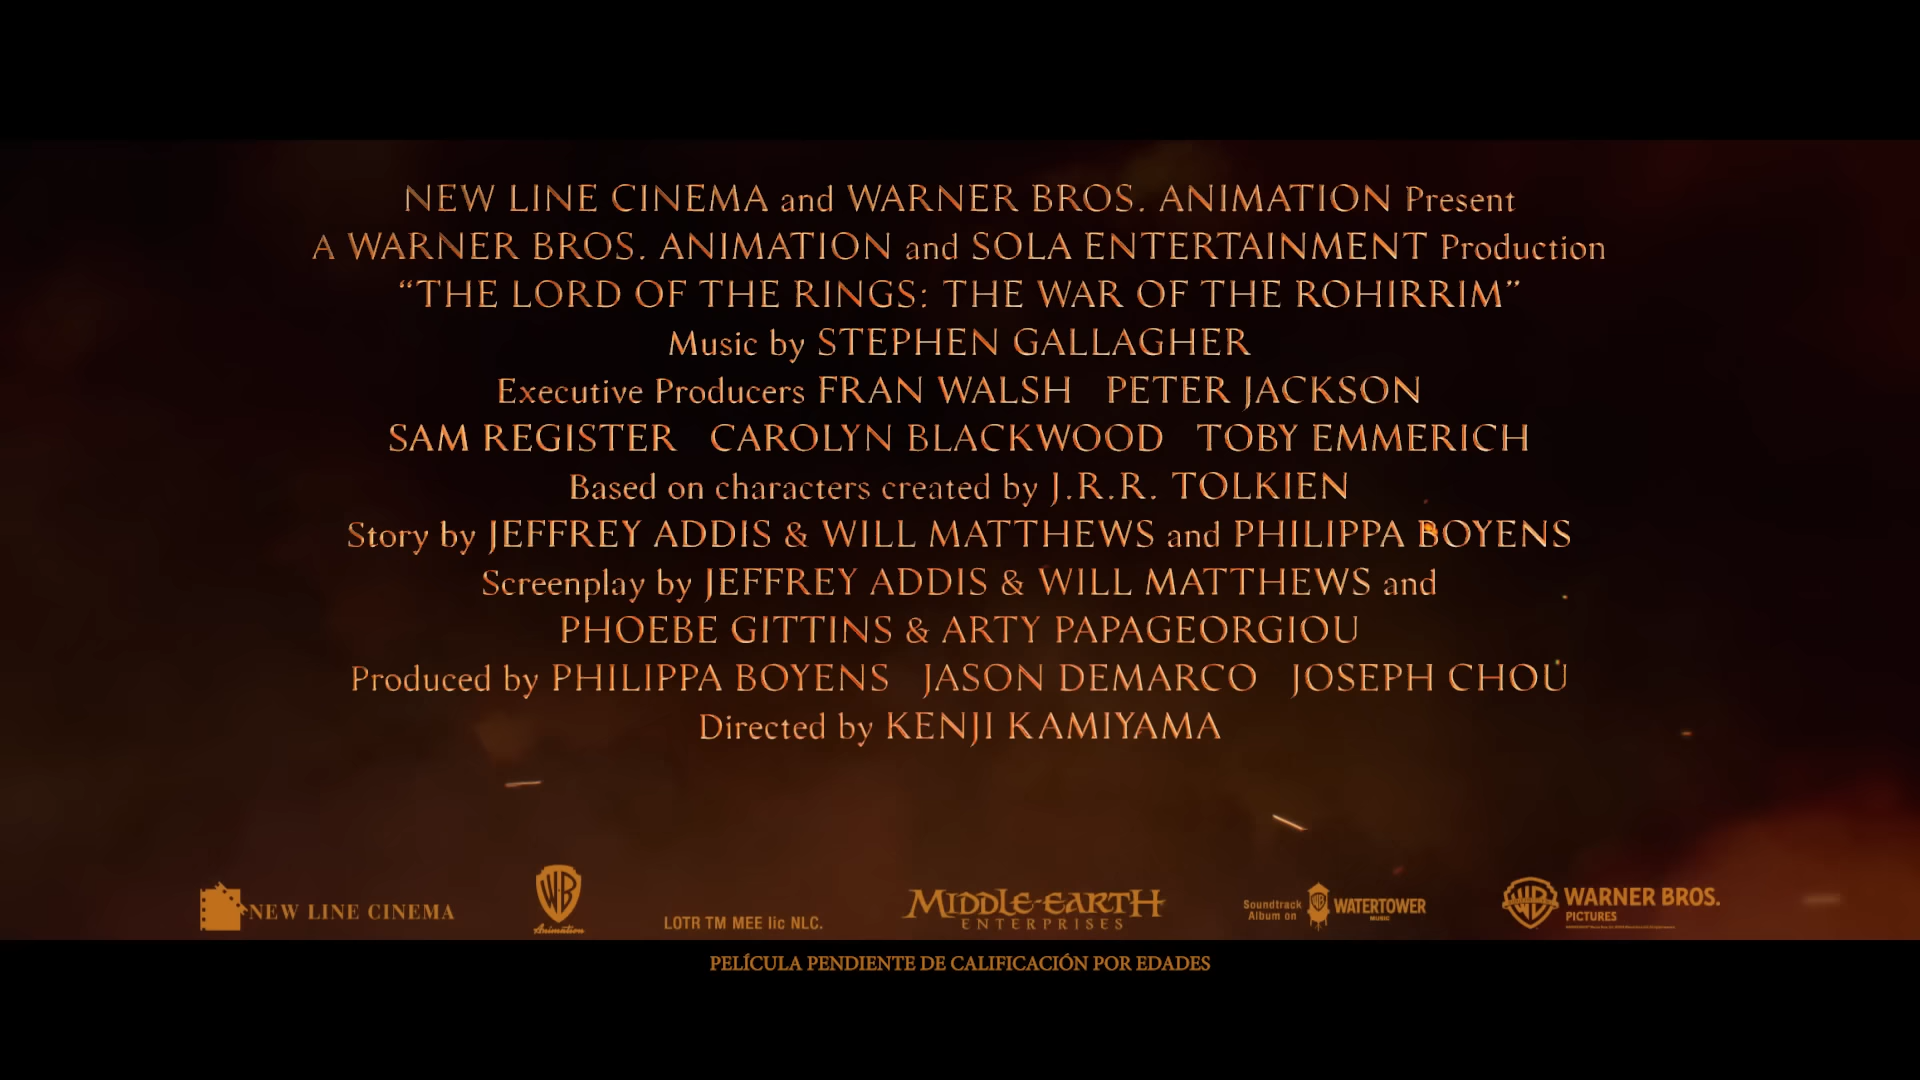 NEW LINE CINEMA and WARNER BROS. ANIMATION Present
A WARNER BROS. ANIMATION and SOLA ENTERTAINMENT Production
“THE LORD OF THE RINGS: THE WAR OF THE ROHIRRIM”
Music by STEPHEN GALLAGHER
Executive Producers FRAN WALSH PETER JACKSON
SAM REGISTER CAROLYN BLACKWOOD TOBY EMMERICH
Based on characters created by J.R.R. TOLKIEN
Story by JEFFREY ADDIS & WILL MATTHEWS and PHILIPPA BOYENS
Screenplay by JEFFREY ADDIS & WILL MATTHEWS and
PHOEBE GITTINS & ARTY PAPAGEORGIOU
Produced by PHILIPPA BOYENS JASON DEMARCO JOSEPH CHOU
Directed by KENJI KAMIYAMA
NEW LINE CINEMA
WB
Animation
LOTR TM MEE lic NLC.
MIDDLE-EARTH
ENTERPRISES
Soundtrack
Album on
WATERTOWER
MUSIC
WB
WARNER BROS.
PICTURES
PELÍCULA PENDIENTE DE CALIFICACIÓN POR EDADES